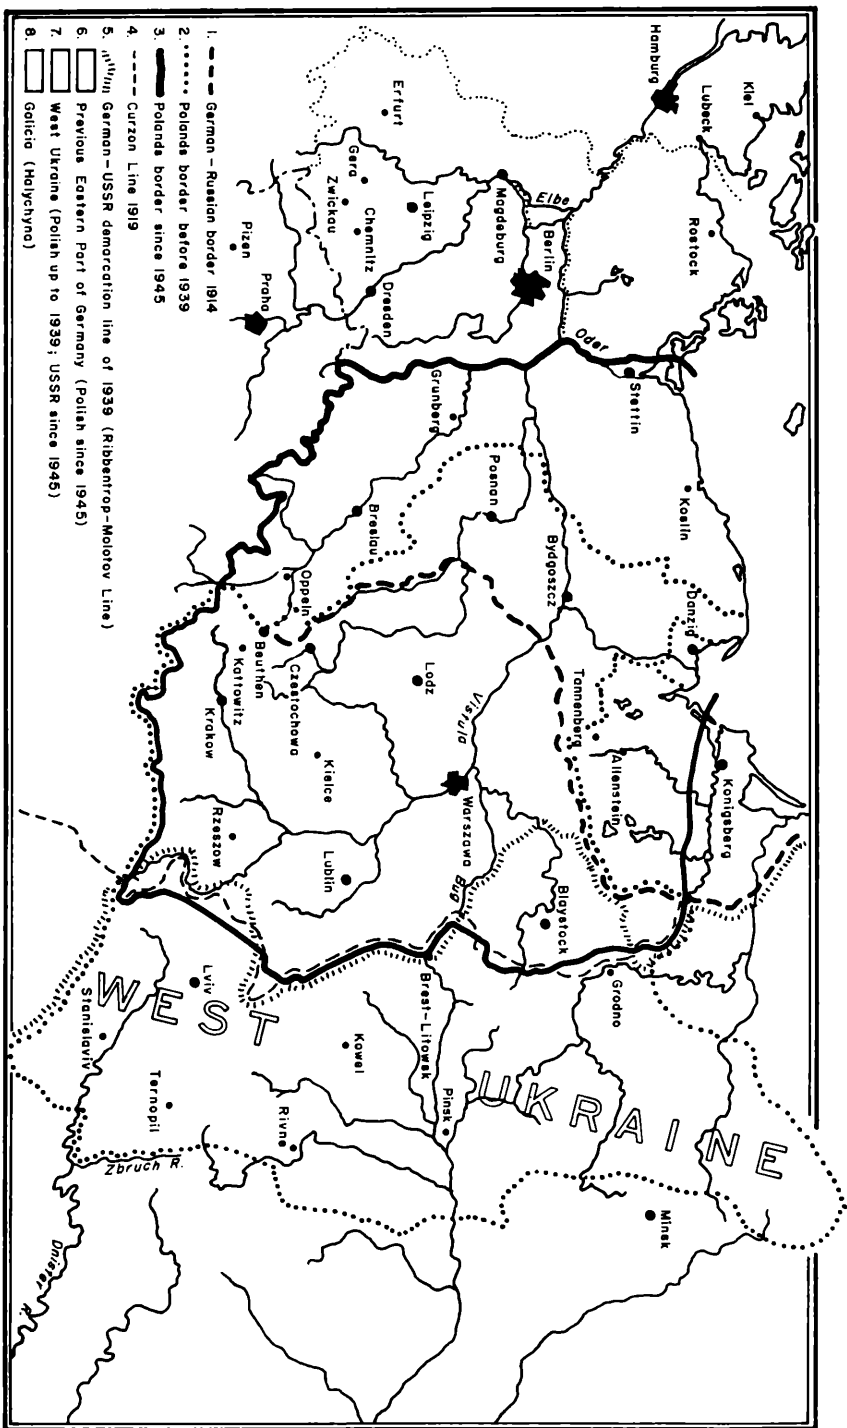 Kiel
Lubeck
Hamburg
Rostock
Elbe
Erfurt
Magdeburg
Berlin
Oder
Stettin
Koslin
Danzig
Konigsberg
Gera
Leipzig
Zwickau
Chemnitz
Dresden
Pizen
Praha
Grunberg
Posnan
Bydgoszcz
Tannenberg
Allenstein
Breslau
Oppeln
Beuthen
Kattowitz
Krakow
Czestochowa
Lodz
Vistula
Kielce
Warszawa
Bug
Blaystock
Grodno
Rzeszow
Lublin
Brest-Litowsk
Pinsk
Minsk
WEST
UKRAINE
Lviv
Kowel
Stanislaviv
Ternopil
Rivne
Zbruch R.
Dnister R.
1. German-Russian border 1914
2. Polands border before 1939
3. Polands border since 1945
4. Curzon Line 1919
5. German-USSR demarcation line of 1939 (Ribbentrop-Molotov Line)
6. Previous Eastern Part of Germany (Polish since 1945)
7. West Ukraine (Polish up to 1939; USSR since 1945)
8. Galicia (Halychyna)